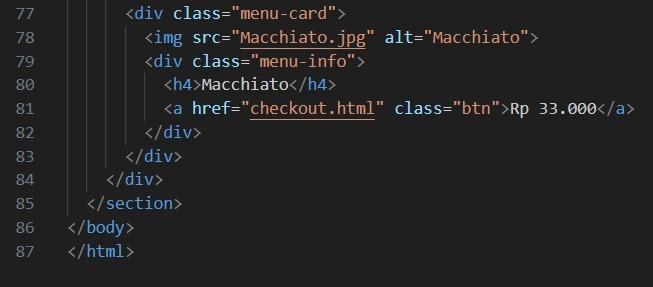 77 <div class="menu-card">
78 <img src="Macchiato.jpg" alt="Macchiato">
79 <div class="menu-info">
80 <h4>Macchiato</h4>
81 <a href="checkout.html" class="btn">Rp 33.000</a>
82 </div>
83 </div>
84 </div>
85 </section>
86 </body>
87 </html>